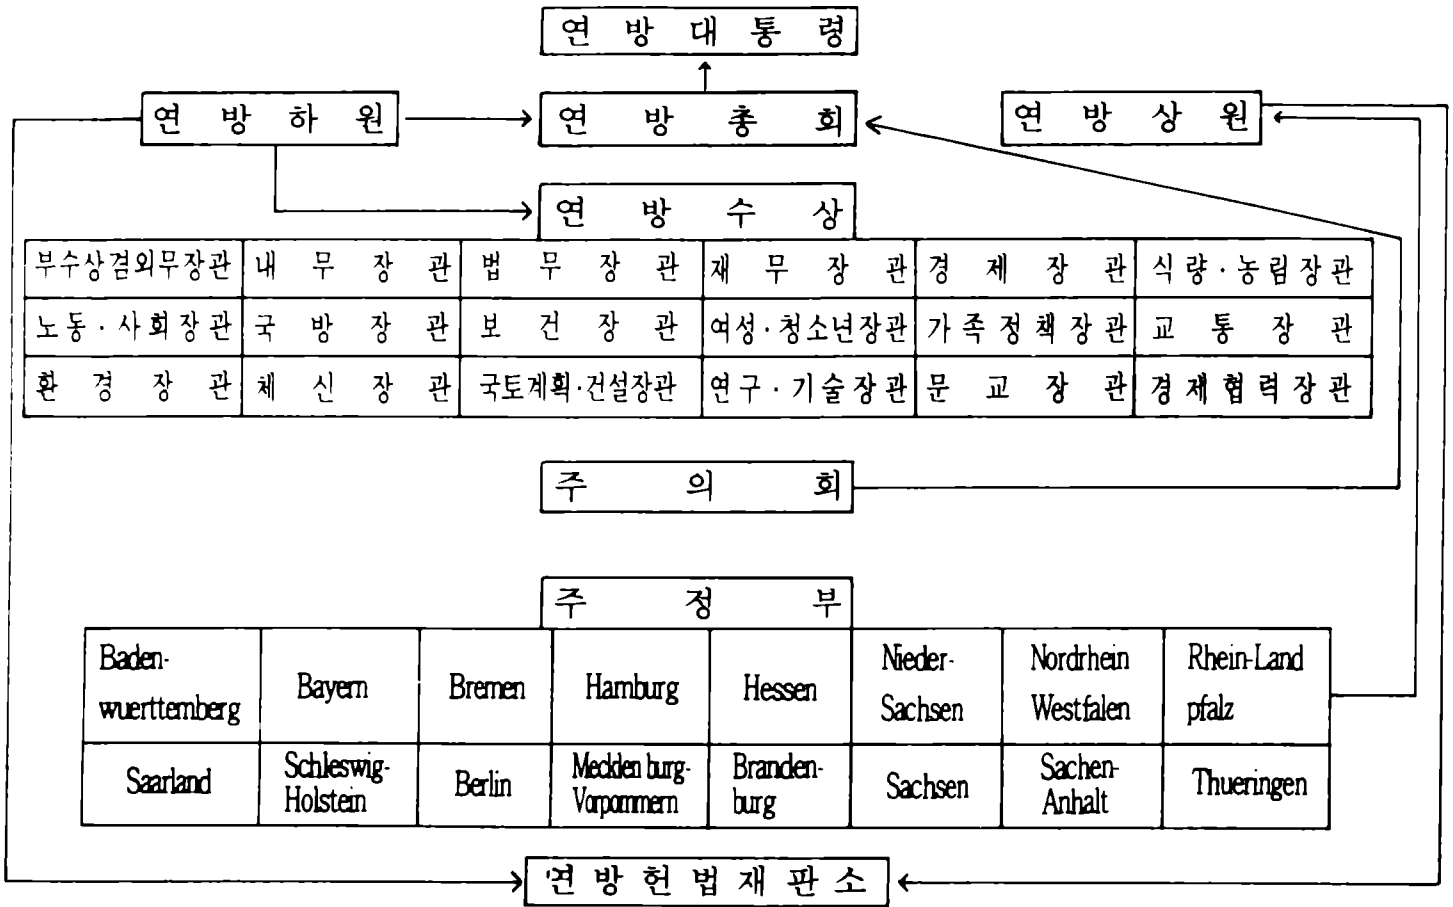 연 방 대 통 령
연 방 하 원
연 방 총 회
연 방 상 원
연 방 수 상
부수상겸외무장관 내 무 장 관 법 무 장 관 재 무 장 관 경 제 장 관 식량·농림장관
노동·사회장관 국 방 장 관 보 건 장 관 여성·청소년장관 가족정책장관 교 통 장 관
환 경 장 관 체 신 장 관 국토계획·건설장관 연구·기술장관 문 교 장 관 경제협력장관
주 의 회
주 정 부
Baden-
wuerttemberg
Bayern
Bremen
Hamburg
Hessen
Nieder-
Sachsen
Nordrhein
Westfalen
Rhein-Land
pfalz
Saarland
Schleswig-
Holstein
Berlin
Mecklen burg-
Vorpommern
Branden-
burg
Sachsen
Sachen-
Anhalt
Thueringen
연 방 헌 법 재 판 소